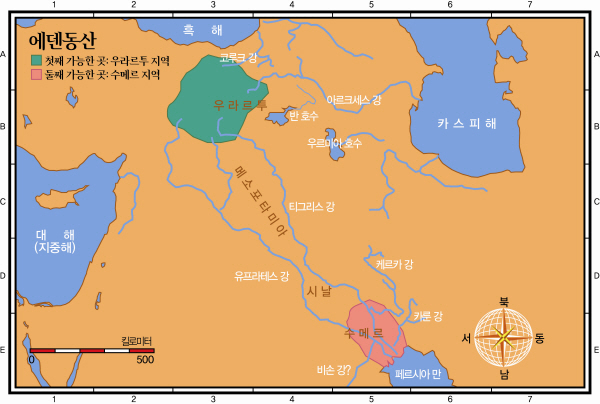 1 2 3 4 5 6 7
에덴동산
첫째 가능한 곳: 우라르투 지역
둘째 가능한 곳: 수메르 지역
흑 해
코루크 강
A A
우라르투
아르크세스 강
반 호수
카 스 피 해
B B
우르미아 호수
메소포타미아
C C
티그리스 강
대 해
(지중해)
케르카 강
유프라테스 강
D D
시날
카룬 강
북
수메르
서 동
킬로미터
0 500
E E
비손 강?
페르시아 만
남
1 2 3 4 5 6 7